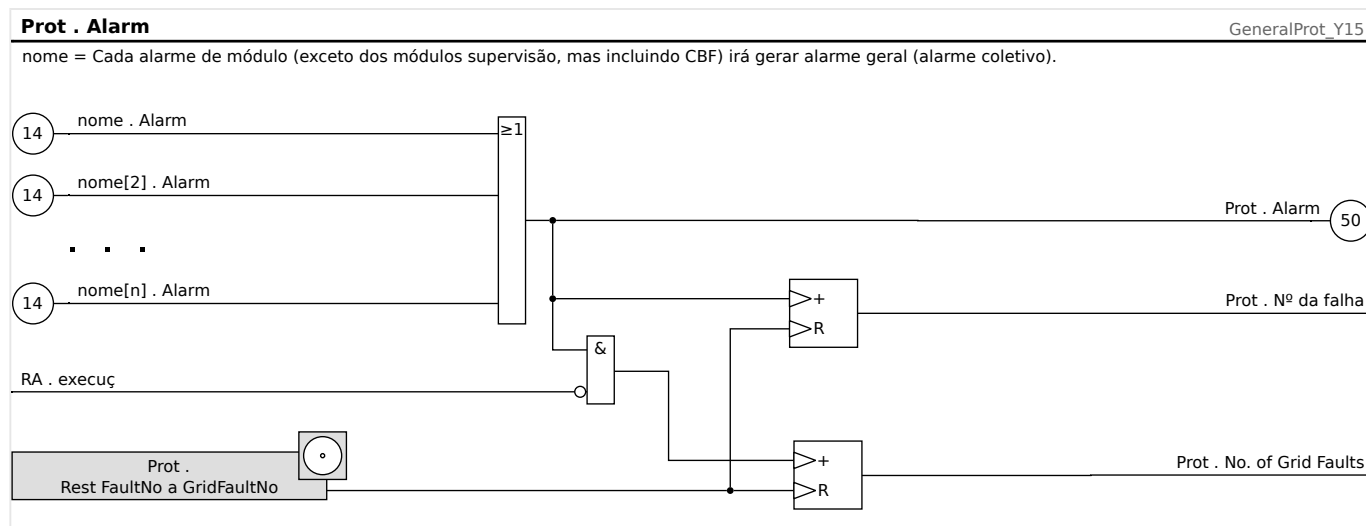 Prot . Alarm
GeneralProt_Y15
nome = Cada alarme de módulo (exceto dos módulos supervisão, mas incluindo CBF) irá gerar alarme geral (alarme coletivo).
14
nome . Alarm
≥1
14
nome[2] . Alarm
Prot . Alarm
50
. . .
14
nome[n] . Alarm
+
R
Prot . Nº da falha
&
RA . execuç
Prot .
Rest FaultNo a GridFaultNo
+
R
Prot . No. of Grid Faults